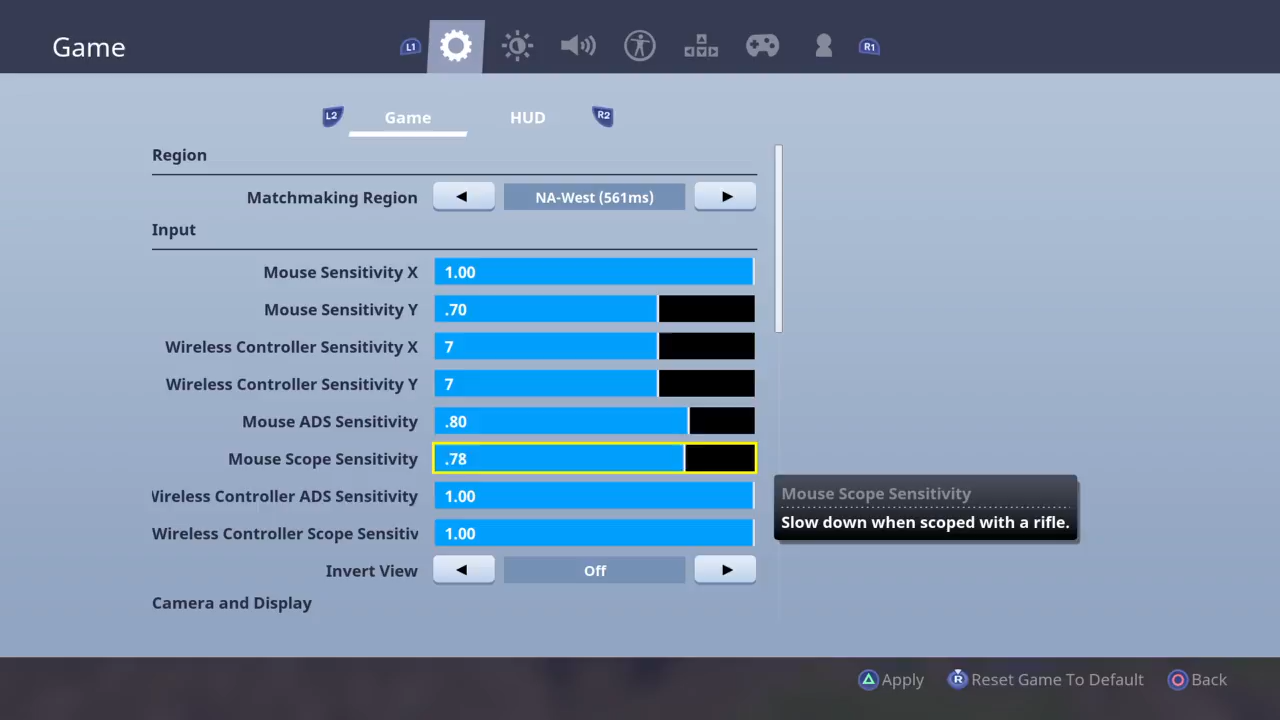 Game
L1
R1
L2
Game
HUD
R2
Region
Matchmaking Region
NA-West (561ms)
Input
Mouse Sensitivity X
1.00
Mouse Sensitivity Y
.70
Wireless Controller Sensitivity X
7
Wireless Controller Sensitivity Y
7
Mouse ADS Sensitivity
.80
Mouse Scope Sensitivity
.78
Wireless Controller ADS Sensitivity
1.00
Wireless Controller Scope Sensitiv
1.00
Mouse Scope Sensitivity
Slow down when scoped with a rifle.
Invert View
Off
Camera and Display
Apply
R
Reset Game To Default
Back